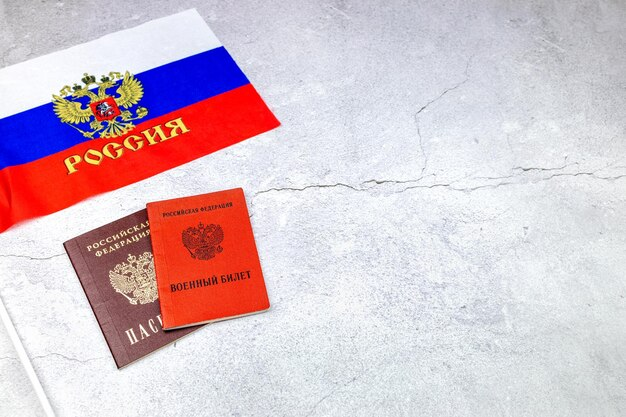 РОССИЯ
РОССИЙСКАЯ
ФЕДЕРАЦИЯ
ПАС
РОССИЙСКАЯ ФЕДЕРАЦИЯ
ВОЕННЫЙ БИЛЕТ